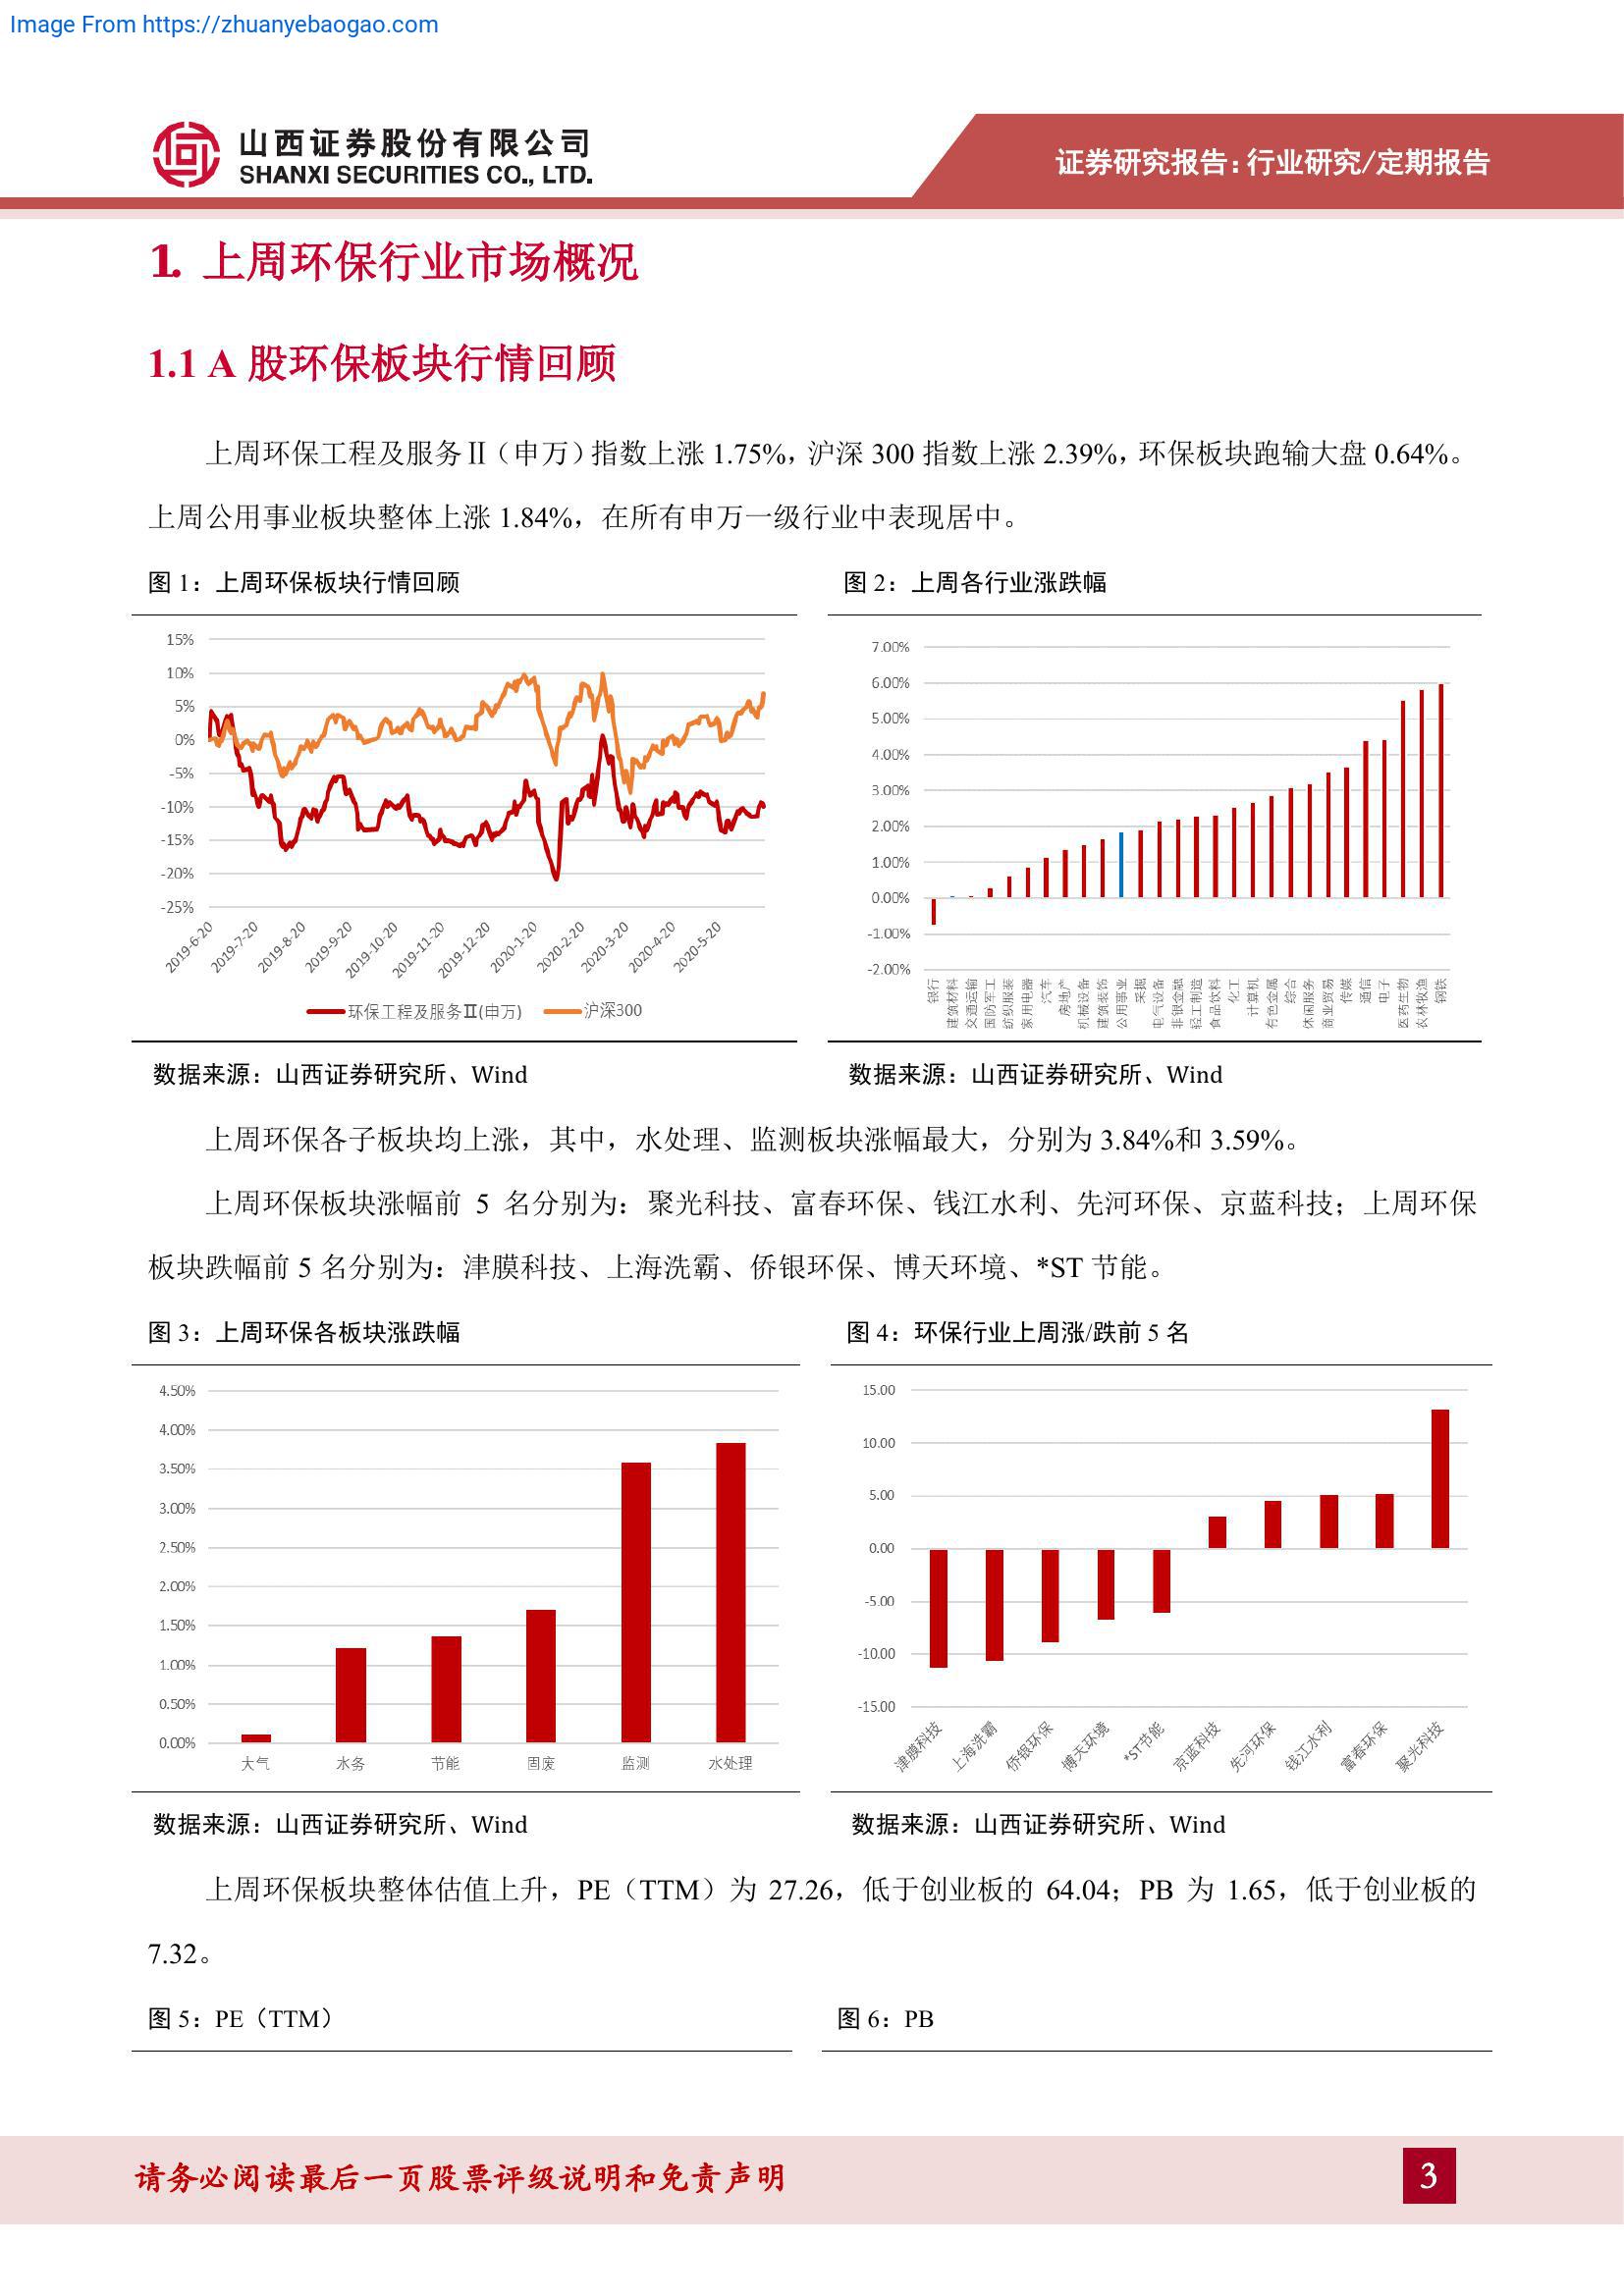 Image From https://zhuanyebaogao.com
山西证券股份有限公司
SHANXI SECURITIES CO., LTD.
证券研究报告：行业研究/定期报告
1. 上周环保行业市场概况
1.1 A 股环保板块行情回顾
上周环保工程及服务Ⅱ（申万）指数上涨 1.75%，沪深 300 指数上涨 2.39%，环保板块跑输大盘 0.64%。
上周公用事业板块整体上涨 1.84%，在所有申万一级行业中表现居中。
图 1：上周环保板块行情回顾
15%
10%
5%
0%
-5%
-10%
-15%
-20%
-25%
2019-6-20
2019-7-20
2019-8-20
2019-9-20
2019-10-20
2019-11-20
2019-12-20
2020-1-20
2020-2-20
2020-3-20
2020-4-20
2020-5-20
环保工程及服务Ⅱ(申万)
沪深300
数据来源：山西证券研究所、Wind
图 2：上周各行业涨跌幅
7.00%
6.00%
5.00%
4.00%
3.00%
2.00%
1.00%
0.00%
-1.00%
-2.00%
银行
建筑材料
交通运输
国防军工
纺织服装
家用电器
汽车
房地产
机械设备
建筑装饰
公用事业
采掘
电气设备
非银金融
轻工制造
食品饮料
化工
计算机
有色金属
综合
休闲服务
商业贸易
传媒
通信
电子
医药生物
农林牧渔
钢铁
数据来源：山西证券研究所、Wind
上周环保各子板块均上涨，其中，水处理、监测板块涨幅最大，分别为 3.84%和 3.59%。
上周环保板块涨幅前 5 名分别为：聚光科技、富春环保、钱江水利、先河环保、京蓝科技；上周环保
板块跌幅前 5 名分别为：津膜科技、上海洗霸、侨银环保、博天环境、*ST 节能。
图 3：上周环保各板块涨跌幅
4.50%
4.00%
3.50%
3.00%
2.50%
2.00%
1.50%
1.00%
0.50%
0.00%
大气
水务
节能
固废
监测
水处理
数据来源：山西证券研究所、Wind
图 4：环保行业上周涨/跌前 5 名
15.00
10.00
5.00
0.00
-5.00
-10.00
-15.00
津膜科技
上海洗霸
侨银环保
博天环境
*ST节能
京蓝科技
先河环保
钱江水利
富春环保
聚光科技
数据来源：山西证券研究所、Wind
上周环保板块整体估值上升，PE（TTM）为 27.26，低于创业板的 64.04；PB 为 1.65，低于创业板的
7.32。
图 5：PE（TTM）
图 6：PB
请务必阅读最后一页股票评级说明和免责声明
3